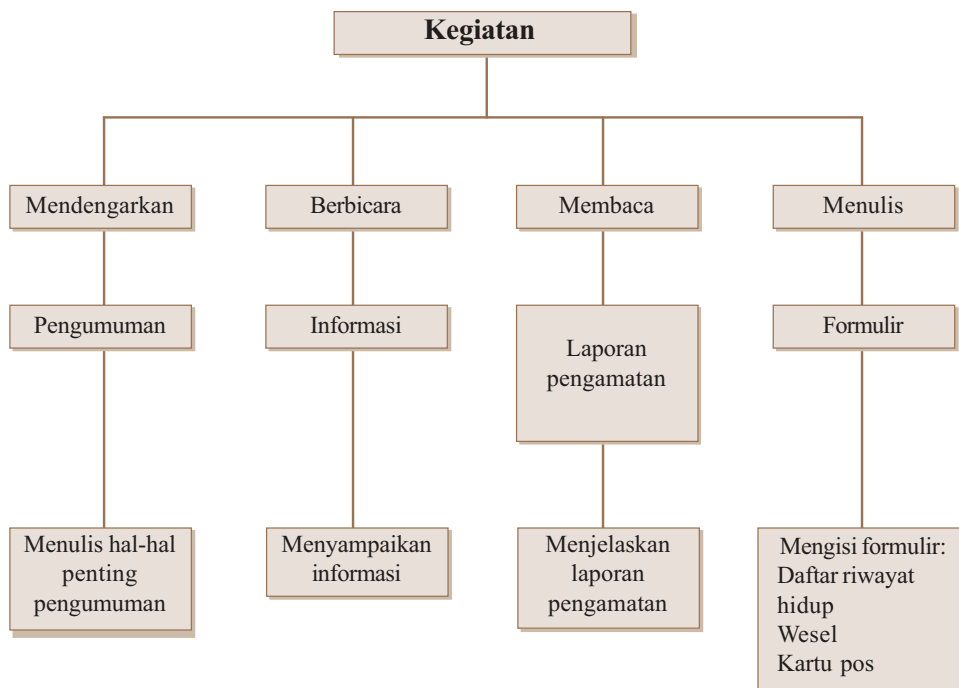 Kegiatan
Mendengarkan
Berbicara
Membaca
Menulis
Pengumuman
Informasi
Laporan
pengamatan
Formulir
Menulis hal-hal
penting
pengumuman
Menyampaikan
informasi
Menjelaskan
laporan
pengamatan
Mengisi formulir:
Daftar riwayat
hidup
Wesel
Kartu pos